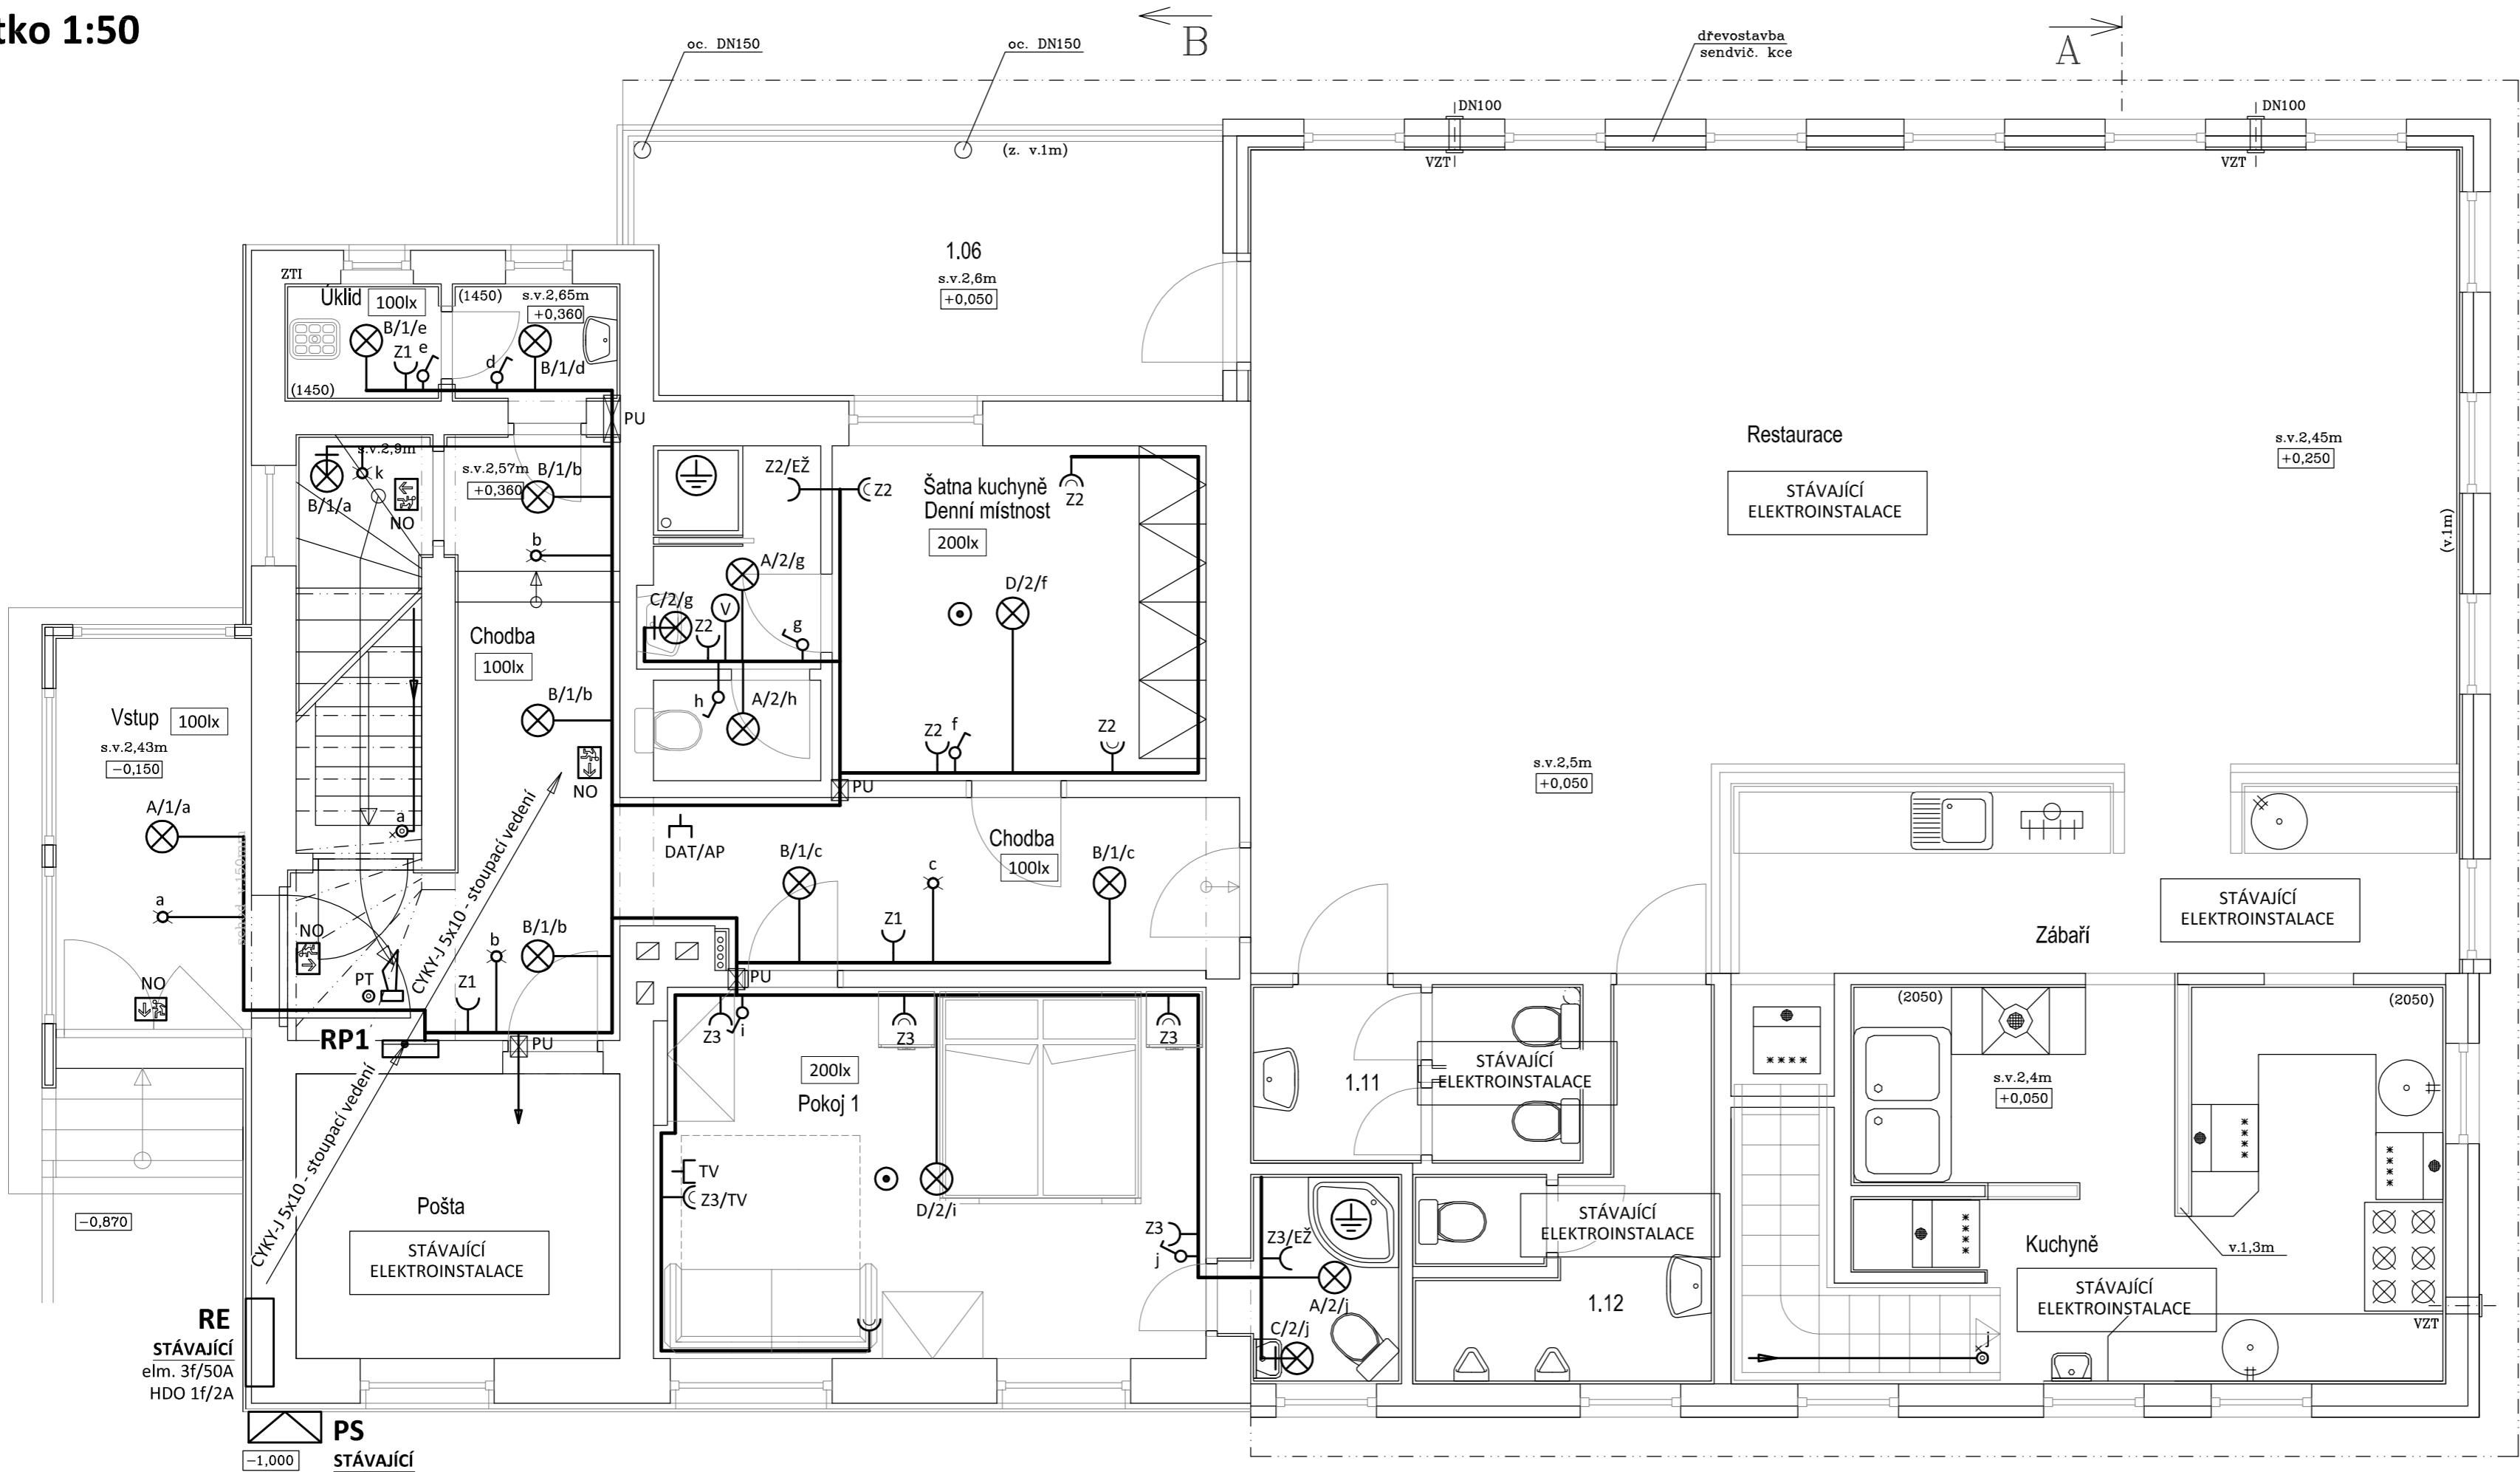 tko 1:50
oc. DN150
oc. DN150
B
dřevostavba
sendvič. kce
A
DN100
DN100
(z. v.1m)
VZT
VZT
1.06
s.v.2,6m
+0,050
ZTI
Úklid
100lx
(1450)
s.v.2,65m
+0,360
B/1/e
Z1
e
d
B/1/d
(1450)
PU
Restaurace
s.v.2,45m
+0,250
STÁVAJÍCÍ
ELEKTROINSTALACE
(v.1m)
s.v.2,9m
k
B/1/a
NO
s.v.2,57m
+0,360
B/1/b
b
Z2/EŽ
Z2
Šatna kuchyně
Denní místnost
200lx
Z2
A/2/g
D/2/f
C/2/g
V
Z2
g
Chodba
100lx
h
A/2/h
B/1/b
Z2
f
Z2
Vstup
100lx
s.v.2,43m
−0,150
NO
PU
s.v.2,5m
+0,050
A/1/a
a
DAT/AP
B/1/c
c
Chodba
100lx
B/1/c
CYKY-J 5x10 - stoupací vedení
STÁVAJÍCÍ
ELEKTROINSTALACE
Zábaří
a
NO
B/1/b
b
Z1
PT
Z1
PU
NO
RP1
PU
Z3
i
Z3
Z3
(2050)
(2050)
200lx
Pokoj 1
1.11
STÁVAJÍCÍ
ELEKTROINSTALACE
s.v.2,4m
+0,050
CYKY-J 5x10 - stoupací vedení
TV
Z3/TV
D/2/i
Pošta
STÁVAJÍCÍ
ELEKTROINSTALACE
−0,870
Z3
j
Z3/EŽ
STÁVAJÍCÍ
ELEKTROINSTALACE
Kuchyně
v.1,3m
A/2/j
1.12
STÁVAJÍCÍ
ELEKTROINSTALACE
C/2/j
j
VZT
RE
STÁVAJÍCÍ
elm. 3f/50A
HDO 1f/2A
PS
−1,000
STÁVAJÍCÍ